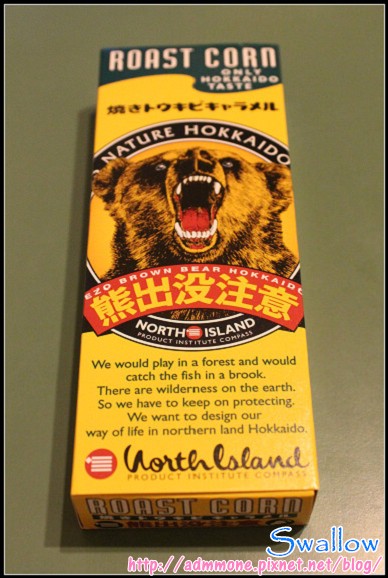 ROAST CORN
ONLY
HOKKAIDO
TASTE
焼きトウキビキャラメル
NATURE HOKKAIDO
EZO BROWN BEAR HOKKAIDO
熊出没注意
NORTH ISLAND
PRODUCT INSTITUTE COMPASS
We would play in a forest and would
catch the fish in a brook.
There are wilderness on the earth.
So we have to keep on protecting.
We want to design our
way of life in northern land Hokkaido.
North Island
PRODUCT INSTITUTE COMPASS
ROAST CORN
Swallow
http://admmone.pixnet.net/blog/